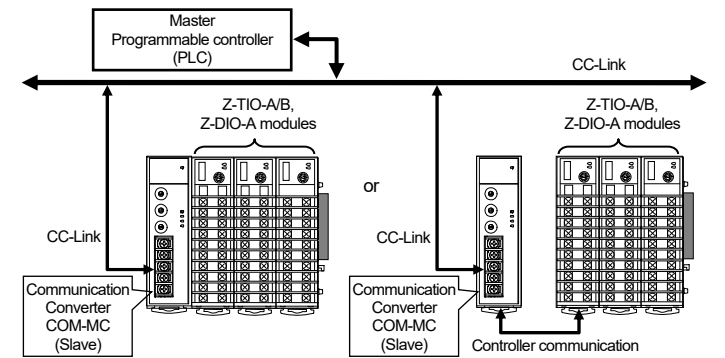 Master
Programmable controller
(PLC)
CC-Link
Z-TIO-A/B,
Z-DIO-A modules
Z-TIO-A/B,
Z-DIO-A modules
or
CC-Link
CC-Link
Communication
Converter
COM-MC
(Slave)
Communication
Converter
COM-MC
(Slave)
Controller communication